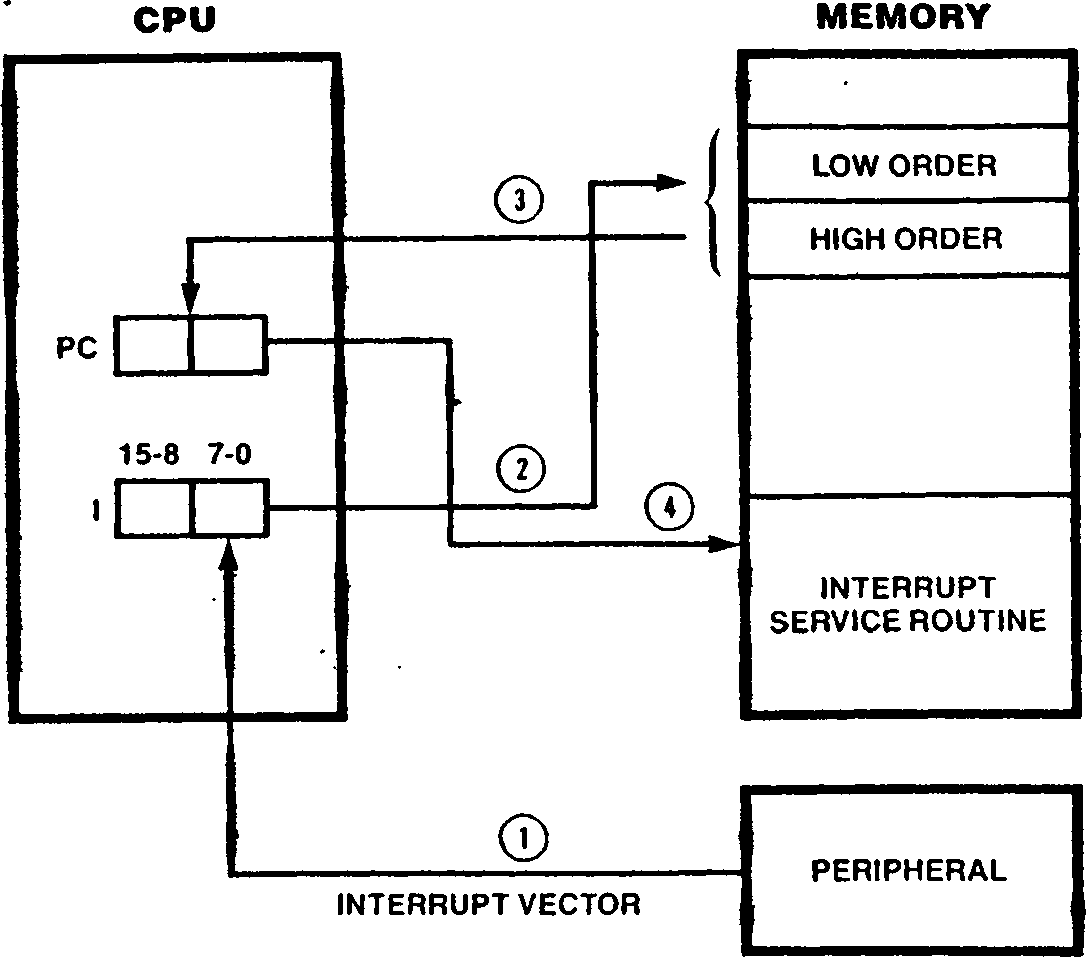 CPU
MEMORY
LOW ORDER
3
HIGH ORDER
PC
15-8 7-0
2
I
4
INTERRUPT
SERVICE ROUTINE
1
PERIPHERAL
INTERRUPT VECTOR